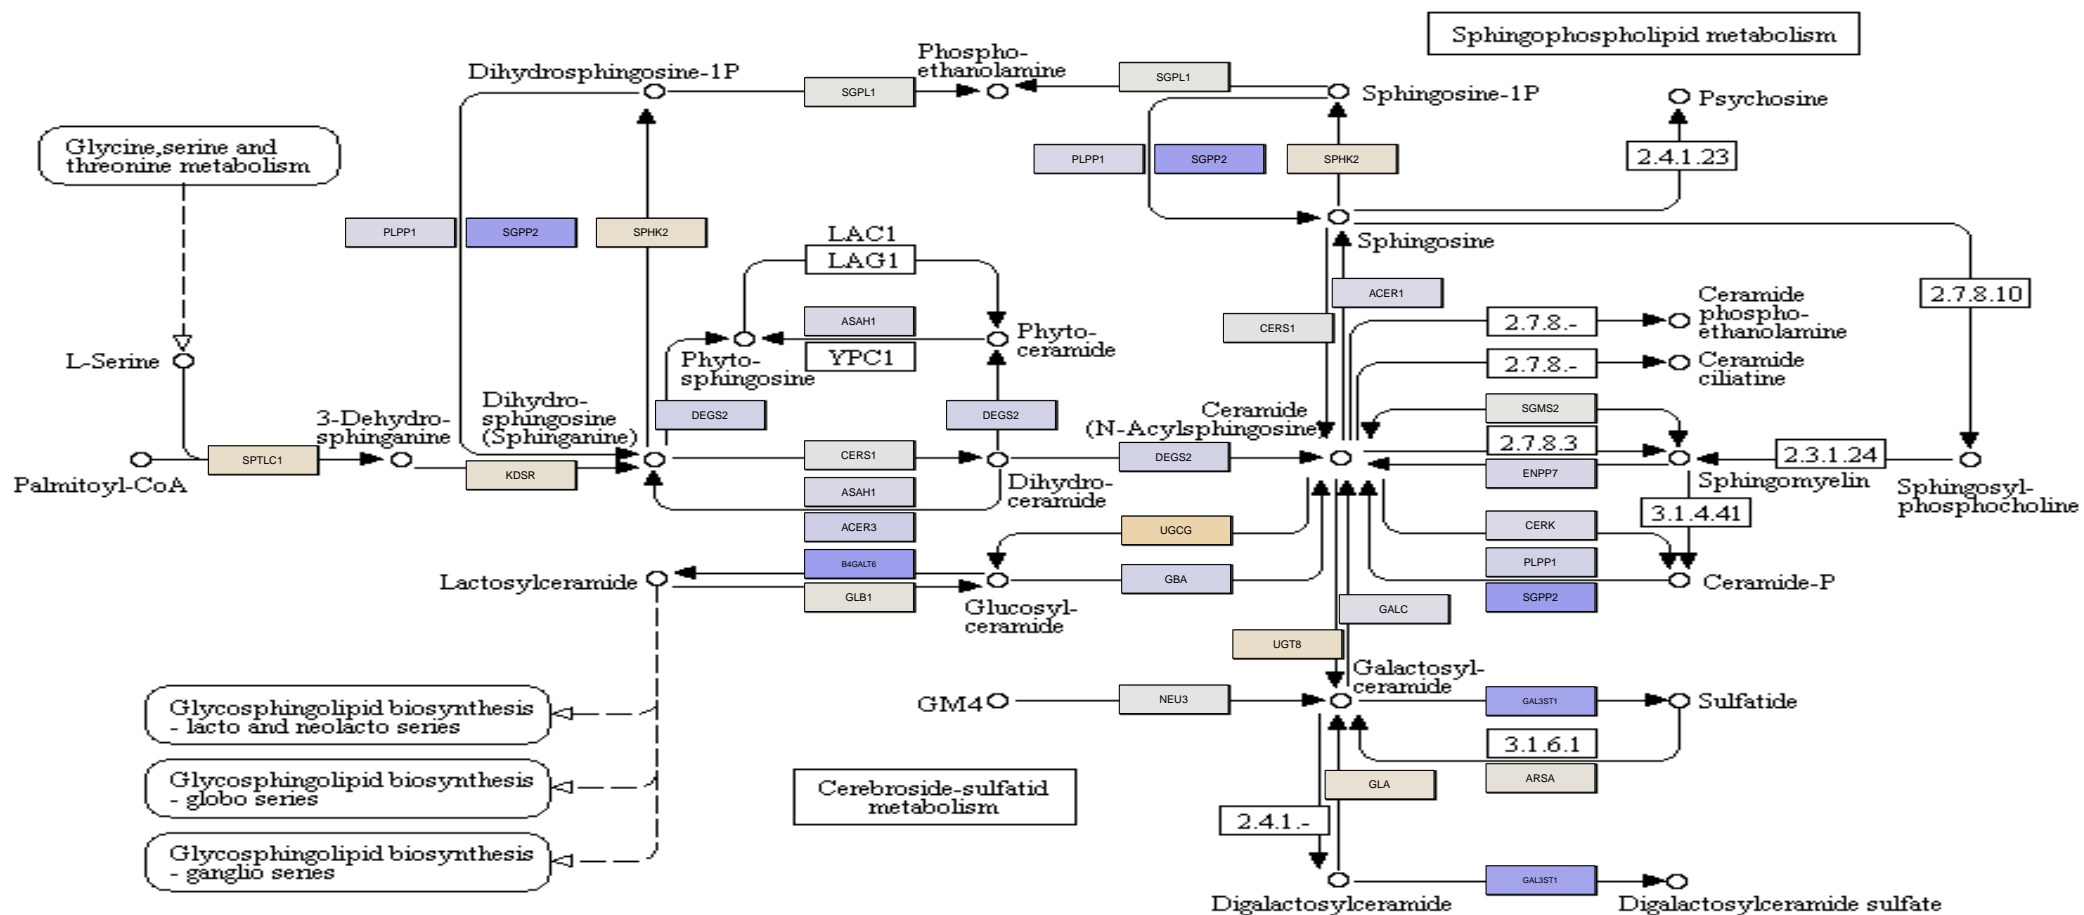 Sphingophospholipid metabolism
Phospho-
ethanolamine
Dihydrosphingosine-1P
SGPL1
SGPL1
Sphingosine-1P
Psychosine
Glycine,serine and
threonine metabolism
PLPP1
SGPP2
SPHK2
2.4.1.23
PLPP1
SGPP2
SPHK2
LAC1
LAG1
Sphingosine
ACER1
2.7.8.10
CERS1
ASAH1
YPC1
Phyto-
ceramide
2.7.8.-
Ceramide
phospho-
ethanolamine
L-Serine
Phyto-
sphingosine
2.7.8.-
Ceramide
ciliatine
3-Dehydro-
sphinganine
Dihydro-
sphingosine
(Sphinganine)
DEGS2
DEGS2
Ceramide
(N-Acylsphingosine)
SGMS2
2.7.8.3
SPTLC1
KDSR
CERS1
DEGS2
ENPP7
2.3.1.24
Palmitoyl-CoA
ASAH1
Dihydro-
ceramide
Sphingomyelin
Sphingosyl-
phosphocholine
3.1.4.41
ACER3
UGCG
CERK
B4GALT6
PLPP1
Lactosylceramide
GLB1
Glucosyl-
ceramide
GBA
SGPP2
Ceramide-P
GALC
UGT8
Galactosyl-
ceramide
Glycosphingolipid biosynthesis
- lacto and neolacto series
GM4
NEU3
GAL3ST1
Sulfatide
3.1.6.1
ARSA
Glycosphingolipid biosynthesis
- globo series
Cerebroside-sulfatid
metabolism
GLA
2.4.1.-
Glycosphingolipid biosynthesis
- ganglio series
GAL3ST1
Digalactosylceramide
Digalactosylceramide sulfate